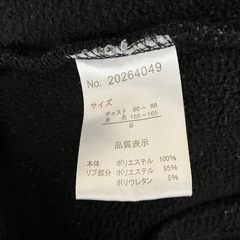 No. 20264049
サイズ
チェスト 80 ～ 88
身 長 155 ～ 165
S
品質表示
本体 ポリエステル 100%
リブ部分 ポリエステル 95%
ポリウレタン 5%